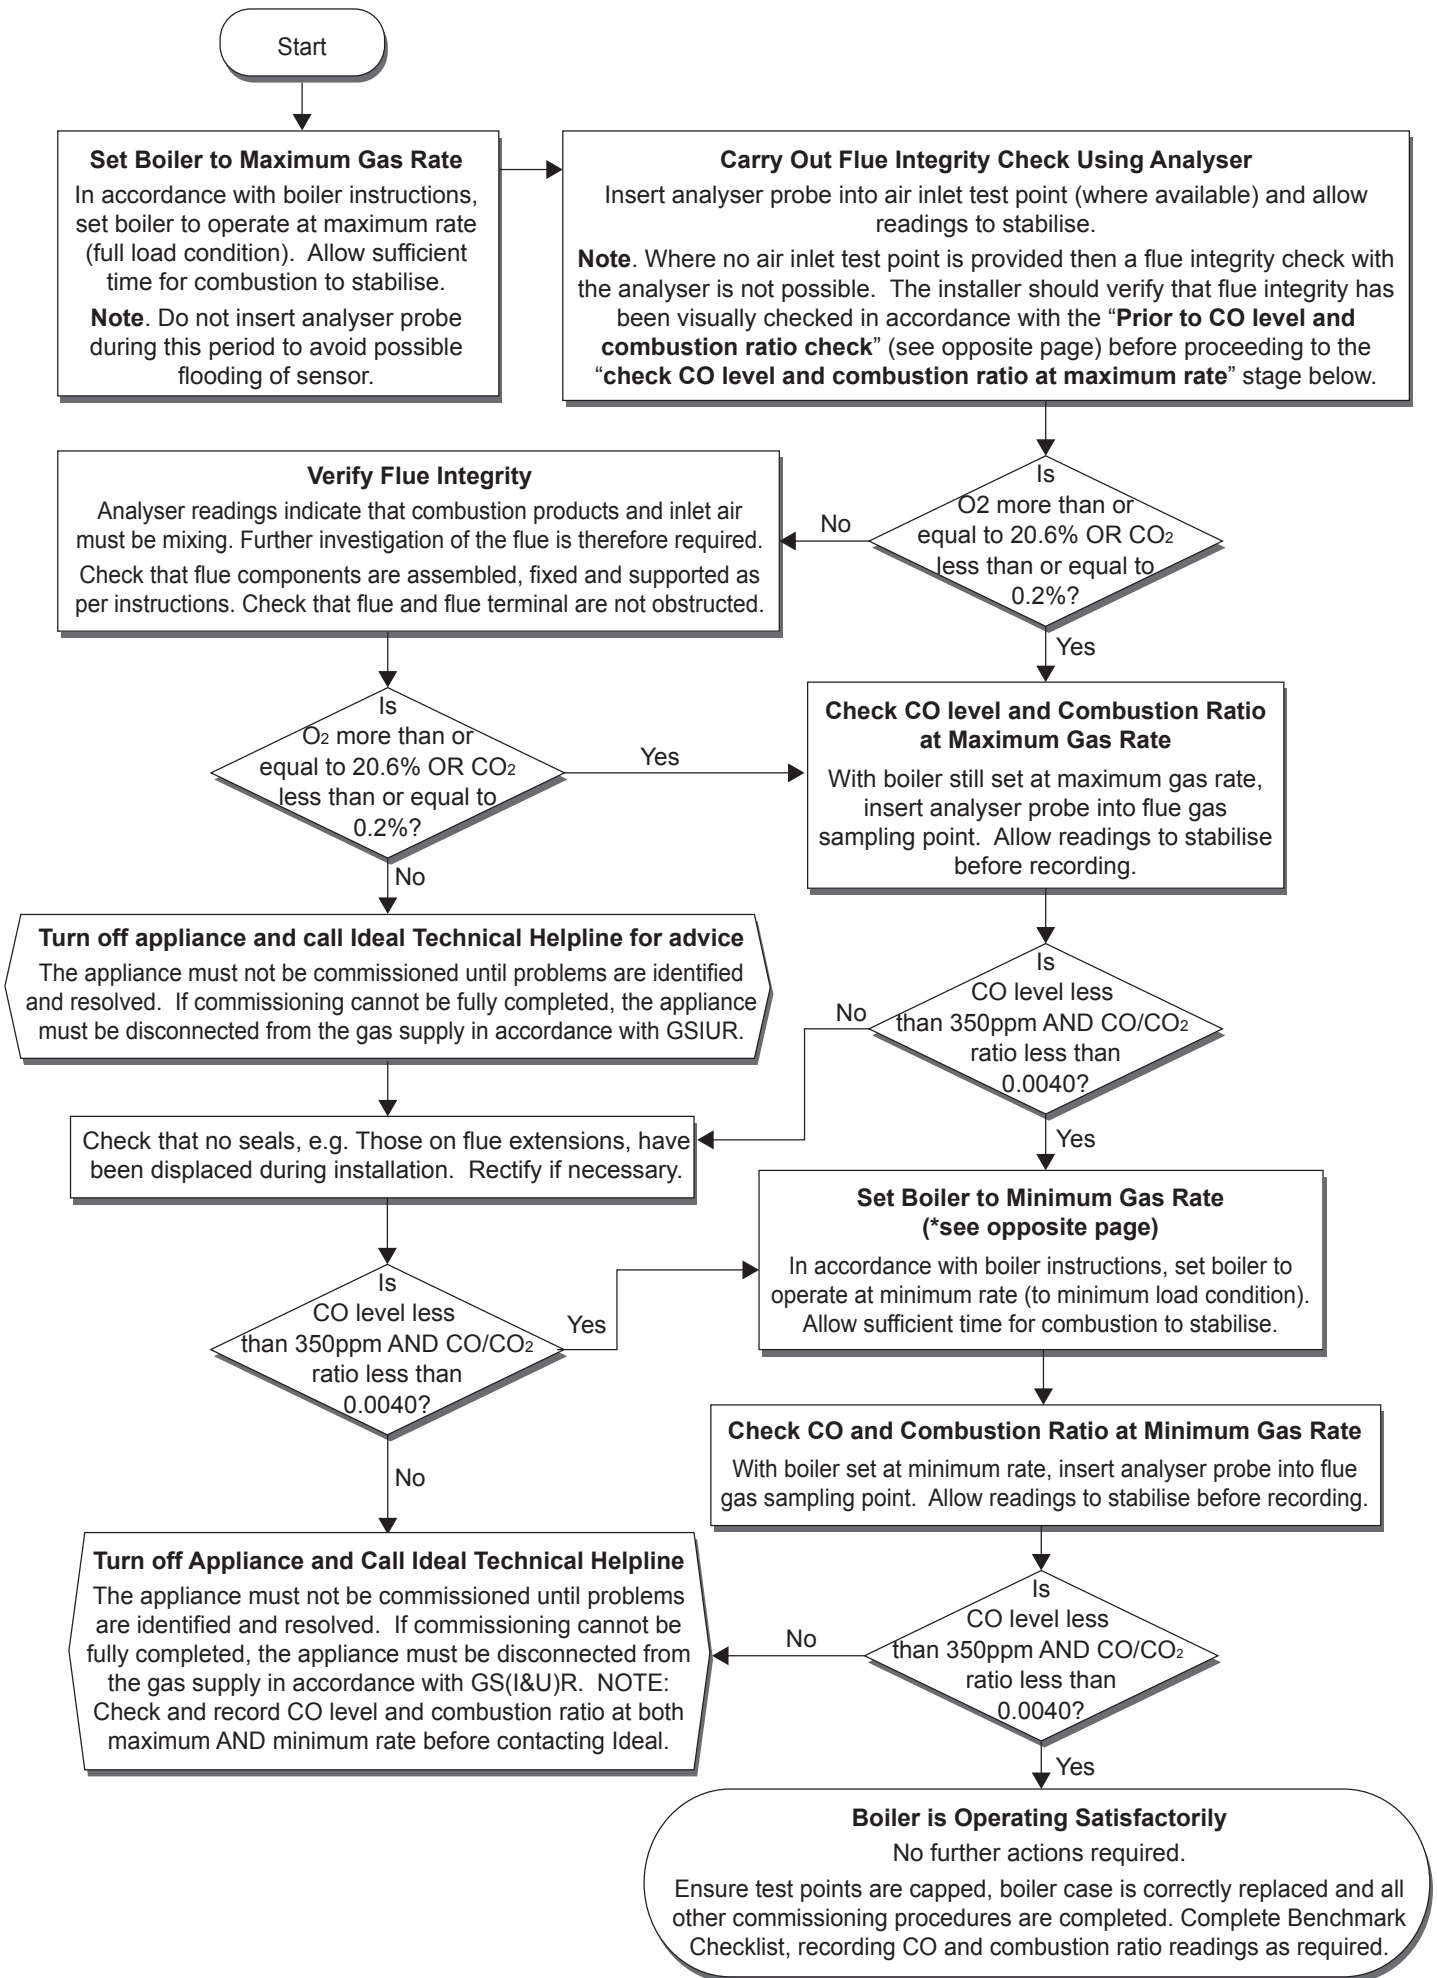 Start
Set Boiler to Maximum Gas Rate
In accordance with boiler instructions,
set boiler to operate at maximum rate
(full load condition). Allow sufficient
time for combustion to stabilise.
Note. Do not insert analyser probe
during this period to avoid possible
flooding of sensor.
Carry Out Flue Integrity Check Using Analyser
Insert analyser probe into air inlet test point (where available) and allow
readings to stabilise.
Note. Where no air inlet test point is provided then a flue integrity check with
the analyser is not possible. The installer should verify that flue integrity has
been visually checked in accordance with the “Prior to CO level and
combustion ratio check” (see opposite page) before proceeding to the
“check CO level and combustion ratio at maximum rate” stage below.
Is
O2 more than or
equal to 20.6% OR CO2
less than or equal to
0.2%?
No
Yes
Verify Flue Integrity
Analyser readings indicate that combustion products and inlet air
must be mixing. Further investigation of the flue is therefore required.
Check that flue components are assembled, fixed and supported as
per instructions. Check that flue and flue terminal are not obstructed.
Is
O2 more than or
equal to 20.6% OR CO2
less than or equal to
0.2%?
Yes
No
Check CO level and Combustion Ratio
at Maximum Gas Rate
With boiler still set at maximum gas rate,
insert analyser probe into flue gas
sampling point. Allow readings to stabilise
before recording.
Turn off appliance and call Ideal Technical Helpline for advice
The appliance must not be commissioned until problems are identified
and resolved. If commissioning cannot be fully completed, the appliance
must be disconnected from the gas supply in accordance with GSIUR.
Is
CO level less
than 350ppm AND CO/CO2
ratio less than
0.0040?
No
Yes
Check that no seals, e.g. Those on flue extensions, have
been displaced during installation. Rectify if necessary.
Set Boiler to Minimum Gas Rate
(*see opposite page)
In accordance with boiler instructions, set boiler to
operate at minimum rate (to minimum load condition).
Allow sufficient time for combustion to stabilise.
Is
CO level less
than 350ppm AND CO/CO2
ratio less than
0.0040?
Yes
No
Check CO and Combustion Ratio at Minimum Gas Rate
With boiler set at minimum rate, insert analyser probe into flue
gas sampling point. Allow readings to stabilise before recording.
Turn off Appliance and Call Ideal Technical Helpline
The appliance must not be commissioned until problems
are identified and resolved. If commissioning cannot be
fully completed, the appliance must be disconnected from
the gas supply in accordance with GS(I&U)R. NOTE:
Check and record CO level and combustion ratio at both
maximum AND minimum rate before contacting Ideal.
Is
CO level less
than 350ppm AND CO/CO2
ratio less than
0.0040?
No
Yes
Boiler is Operating Satisfactorily
No further actions required.
Ensure test points are capped, boiler case is correctly replaced and all
other commissioning procedures are completed. Complete Benchmark
Checklist, recording CO and combustion ratio readings as required.